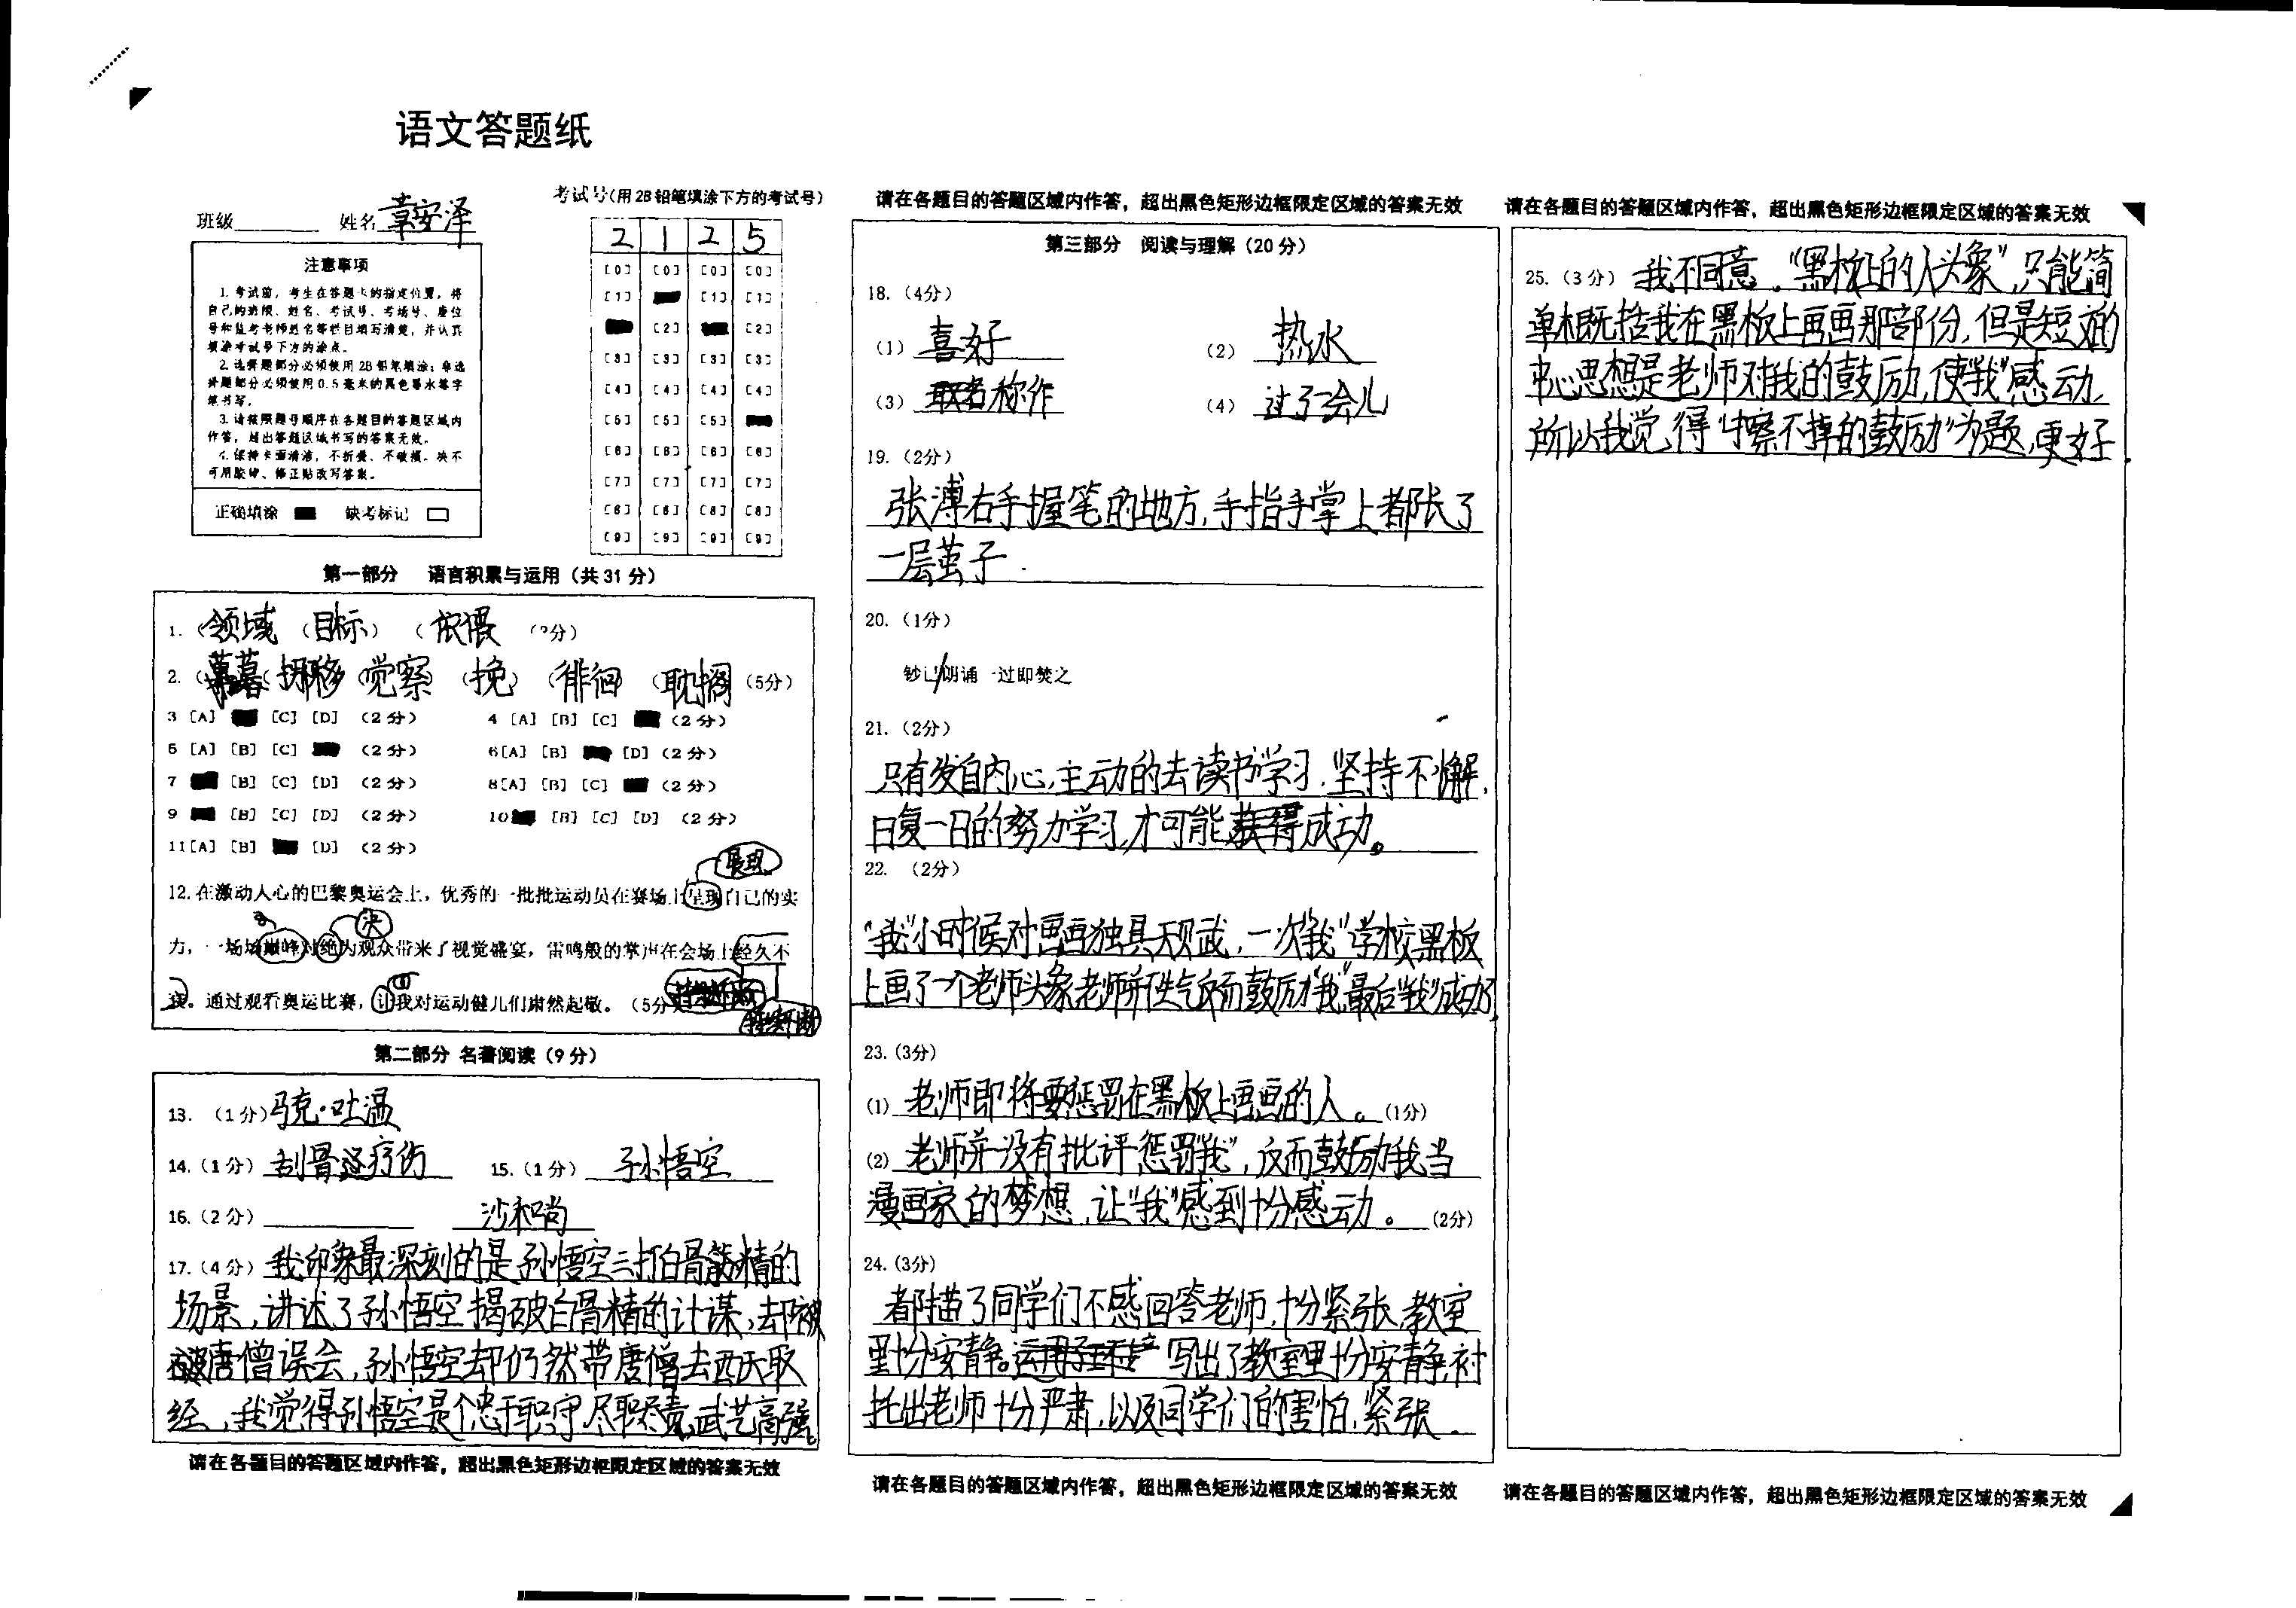 语文答题纸
班级 姓名 章安泽
考试号(用2B铅笔填涂下方的考试号)
2 1 2 5
[0] [0] [0] [0]
[1] [1] [1]
[2] [2]
[3] [3] [3] [3]
[4] [4] [4] [4]
[5] [5] [5]
[6] [6] [6] [6]
[7] [7] [7] [7]
[8] [8] [8] [8]
[9] [9] [9] [9]
注意事项
1. 考试前，考生在答题卡的指定位置，将
自己的班级、姓名、考试号、考场号、座位
号和监考老师姓名等栏目填写清楚，并认真
填涂考试号下方的涂点。
2. 选择题部分必须使用2B铅笔填涂；非选
择题部分必须使用0.5毫米的黑色墨水签字
笔书写。
3. 请按照题号顺序在各题目的答题区域内
作答，超出答题区域书写的答案无效。
4. 保持卡面清洁，不折叠、不破损。决不
可用胶带、修正贴改写答案。
正确填涂 缺考标记
第一部分 语言积累与运用（共31分）
1.（领域 （目标） （依偎 （2分）
2.（ 暮 挪移 觉察 （挽） （徘徊 （耽搁（5分）
3 [A] [C] [D] （2分） 4 [A] [B] [C] （2分）
5 [A] [B] [C] （2分） 6[A] [B] [D]（2分）
7 [B] [C] [D] （2分） 8[A] [B] [C] （2分）
9 [B] [C] [D] （2分） 10 [B] [C] [D] （2分）
11[A] [B] [D] （2分）
展现
12.在激动人心的巴黎奥运会上，优秀的一批批运动员在赛场上呈现自己的实
决
力，一场场巅峰对绝为观众带来了视觉盛宴，雷鸣般的掌声在会场上经久不
衰。通过观看奥运比赛，让我对运动健儿们肃然起敬。（5分）
第二部分 名著阅读（9分）
13.（1分）马克·吐温
14.（1分）刮骨疗伤 15.（1分）孙悟空
16.（2分） 沙和尚
17.（4分）我印象最深刻的是孙悟空三打白骨精的
场景，讲述了孙悟空揭破白骨精的计谋，却被
唐僧误会，孙悟空却仍然带唐僧去西天取
经，我觉得孙悟空是个忠于职守尽职尽责，武艺高强。
请在各题目的答题区域内作答，超出黑色矩形边框限定区域的答案无效
请在各题目的答题区域内作答，超出黑色矩形边框限定区域的答案无效
第三部分 阅读与理解（20分）
18.（4分）
（1）喜好 （2）热水
（3）取名称作 （4）过了会儿
19.（2分）
张溥右手握笔的地方，手指手掌上都长了
一层茧子.
20.（1分）
钞已/朗诵一过即焚之
21.（2分）
只有发自内心，主动的去读书学习，坚持不懈，
日复一日的努力学习，才可能获得成功。
22.（2分）
“我”小时候对画画独具天赋，一次“我”学校黑板
上画了一个老师头象，老师并没生气反而鼓励“我”，最后“我”成功了，
23.（3分）
（1）老师即将要惩罚在黑板上画画的人。（1分）
（2）老师并没有批评，惩罚“我”，反而鼓励我当
漫画家的梦想，让“我”感到十分感动。（2分）
24.（3分）
都描了同学们不感回答老师，十分紧张，教室
里十分安静。写出了教室里十分安静，衬
托出老师十分严肃，以及同学们的害怕，紧张.
请在各题目的答题区域内作答，超出黑色矩形边框限定区域的答案无效
请在各题目的答题区域内作答，超出黑色矩形边框限定区域的答案无效
25.（3分）我不同意，“黑板上的人头象”，只能简
单概括我在黑板上画画那部份，但是短文的
中心思想是老师对我的鼓励，使“我”感动，
所以我觉，得“擦不掉的鼓励”为题，更好.
请在各题目的答题区域内作答，超出黑色矩形边框限定区域的答案无效